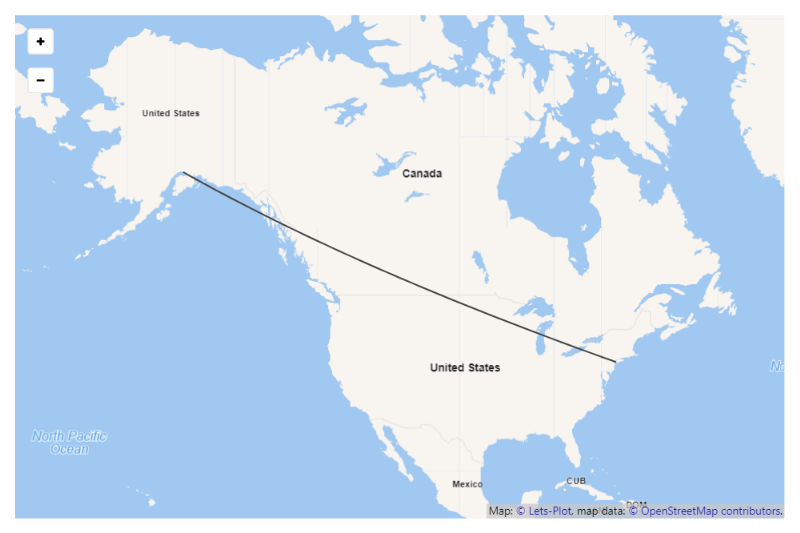 +
−
United States
Canada
United States
North Pacific
Ocean
Mexico
CUB
DOM
Map: © Lets-Plot, map data: © OpenStreetMap contributors.